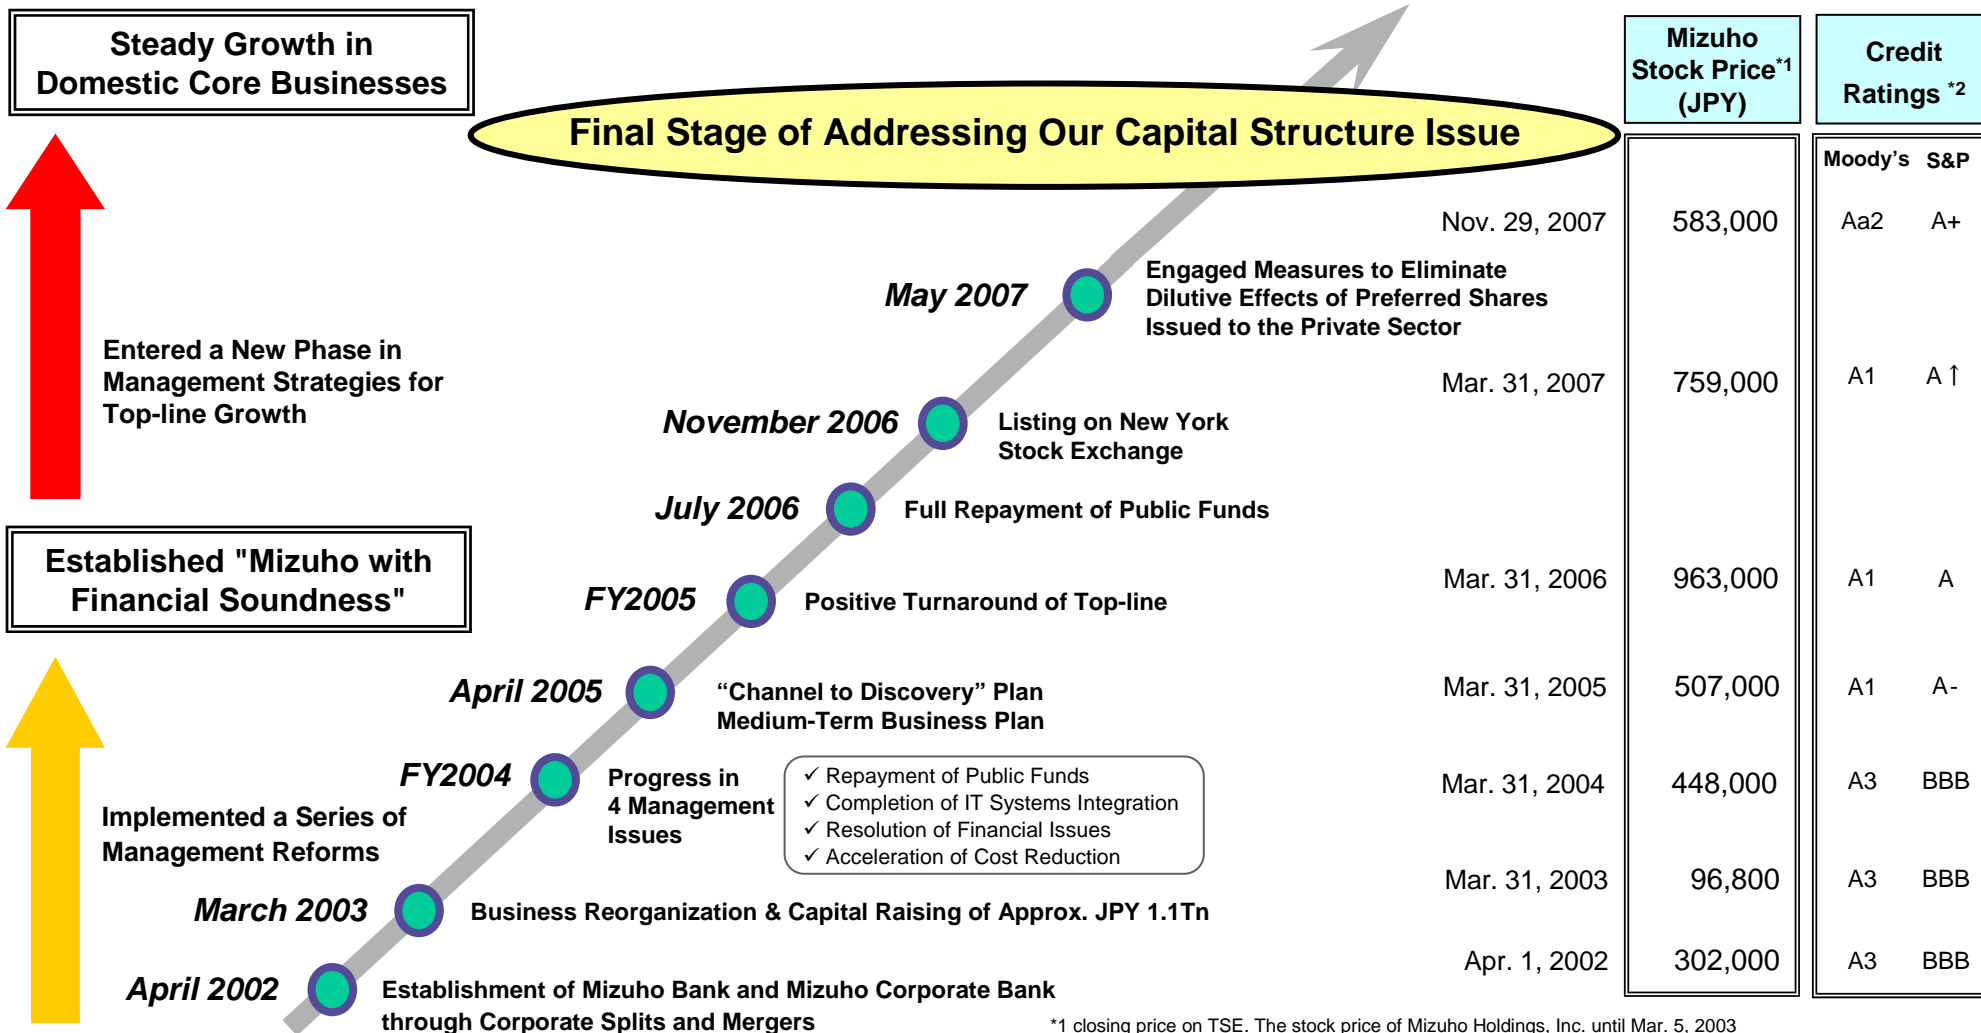 Steady Growth in
Domestic Core Businesses
Final Stage of Addressing Our Capital Structure Issue
Mizuho
Stock Price*1
(JPY)
Credit
Ratings *2
Moody's S&P
Nov. 29, 2007 583,000 Aa2 A+
May 2007
Engaged Measures to Eliminate
Dilutive Effects of Preferred Shares
Issued to the Private Sector
Entered a New Phase in
Management Strategies for
Top-line Growth
Mar. 31, 2007 759,000 A1 A↑
November 2006
Listing on New York
Stock Exchange
July 2006
Full Repayment of Public Funds
Established "Mizuho with
Financial Soundness"
Mar. 31, 2006 963,000 A1 A
FY2005
Positive Turnaround of Top-line
April 2005
“Channel to Discovery” Plan
Medium-Term Business Plan
Mar. 31, 2005 507,000 A1 A-
FY2004
Progress in
4 Management
Issues
✓ Repayment of Public Funds
✓ Completion of IT Systems Integration
✓ Resolution of Financial Issues
✓ Acceleration of Cost Reduction
Mar. 31, 2004 448,000 A3 BBB
Implemented a Series of
Management Reforms
Mar. 31, 2003 96,800 A3 BBB
March 2003
Business Reorganization & Capital Raising of Approx. JPY 1.1Tn
Apr. 1, 2002 302,000 A3 BBB
April 2002
Establishment of Mizuho Bank and Mizuho Corporate Bank
through Corporate Splits and Mergers
*1 closing price on TSE. The stock price of Mizuho Holdings, Inc. until Mar. 5, 2003